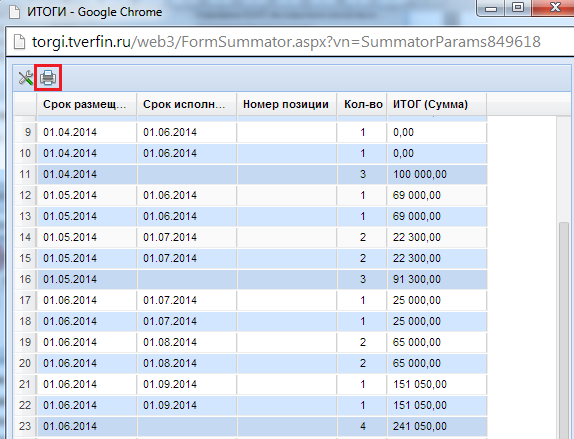 ИТОГИ - Google Chrome
torgi.tverfin.ru/web3/FormSummator.aspx?vn=SummatorParams849618
Срок размещ... Срок исполн... Номер позиции Кол-во ИТОГ (Сумма)
9 01.04.2014 01.06.2014 1 0,00
10 01.04.2014 01.06.2014 1 0,00
11 01.04.2014 3 100 000,00
12 01.05.2014 01.06.2014 1 69 000,00
13 01.05.2014 01.06.2014 1 69 000,00
14 01.05.2014 01.07.2014 2 22 300,00
15 01.05.2014 01.07.2014 2 22 300,00
16 01.05.2014 3 91 300,00
17 01.06.2014 01.07.2014 1 25 000,00
18 01.06.2014 01.07.2014 1 25 000,00
19 01.06.2014 01.08.2014 2 65 000,00
20 01.06.2014 01.08.2014 2 65 000,00
21 01.06.2014 01.09.2014 1 151 050,00
22 01.06.2014 01.09.2014 1 151 050,00
23 01.06.2014 4 241 050,00